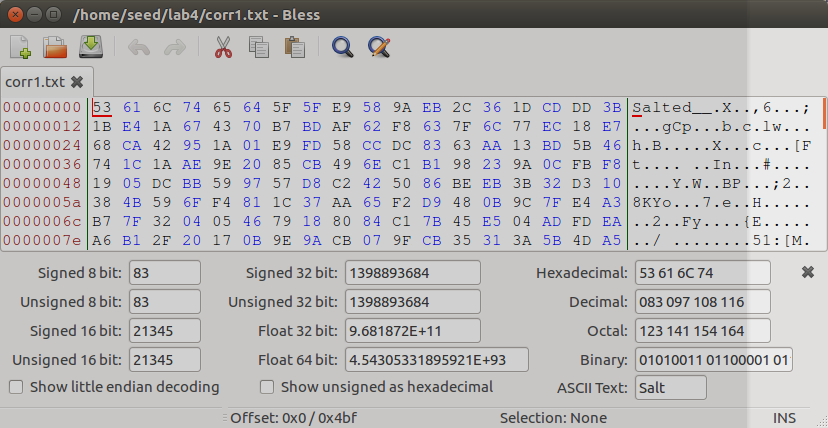 /home/seed/lab4/corr1.txt - Bless
corr1.txt
00000000 53 61 6C 74 65 64 5F 5F E9 58 9A EB 2C 36 1D CD DD 3B Salted__.X..,6...;
00000012 1B E4 1A 67 43 70 B7 BD AF 62 F8 63 7F 6C 77 EC 18 E7 ...gCp...b.c.lw...
00000024 68 CA 42 95 1A 01 E9 FD 58 CC DC 83 63 AA 13 BD 5B 46 h.B.....X...c...[F
00000036 74 1C 1A AE 9E 20 85 CB 49 6E C1 B1 98 23 9A 0C FB F8 t.... ..In...#....
00000048 19 05 DC BB 59 97 57 D8 C2 42 50 86 BE EB 3B 32 D3 10 ....Y.W..BP...;2..
0000005a 38 4B 59 6F F4 81 1C 37 AA 65 F2 D9 48 0B 9C 7F E4 A3 8KYo...7.e..H.....
0000006c B7 7F 32 04 05 46 79 18 80 84 C1 7B 45 E5 04 AD FD EA ..2..Fy....{E.....
0000007e A6 B1 2F 20 17 0B 9E 9A CB 07 9F CB 35 31 3A 5B 4D A5 ../ ........51:[M.
Signed 8 bit: 83 Signed 32 bit: 1398893684 Hexadecimal: 53 61 6C 74
Unsigned 8 bit: 83 Unsigned 32 bit: 1398893684 Decimal: 083 097 108 116
Signed 16 bit: 21345 Float 32 bit: 9.681872E+11 Octal: 123 141 154 164
Unsigned 16 bit: 21345 Float 64 bit: 4.54305331895921E+93 Binary: 01010011 01100001 01
Show little endian decoding Show unsigned as hexadecimal ASCII Text: Salt
Offset: 0x0 / 0x4bf Selection: None INS